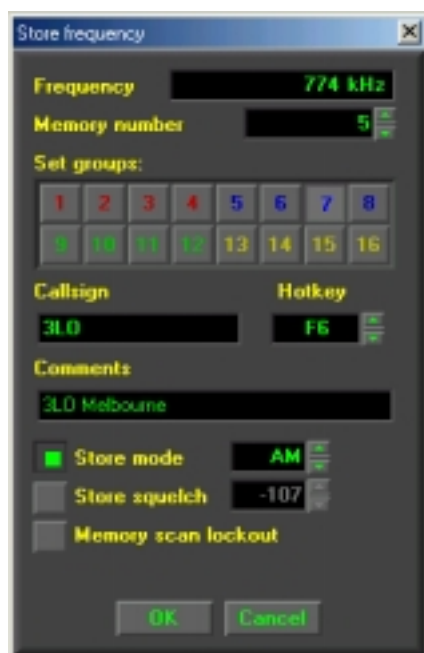 Store frequency
Frequency 774 kHz
Memory number 5
Set groups:
1 2 3 4 5 6 7 8
9 10 11 12 13 14 15 16
Callsign Hotkey
3LO F6
Comments
3LO Melbourne
Store mode AM
Store squelch -107
Memory scan lockout
OK Cancel